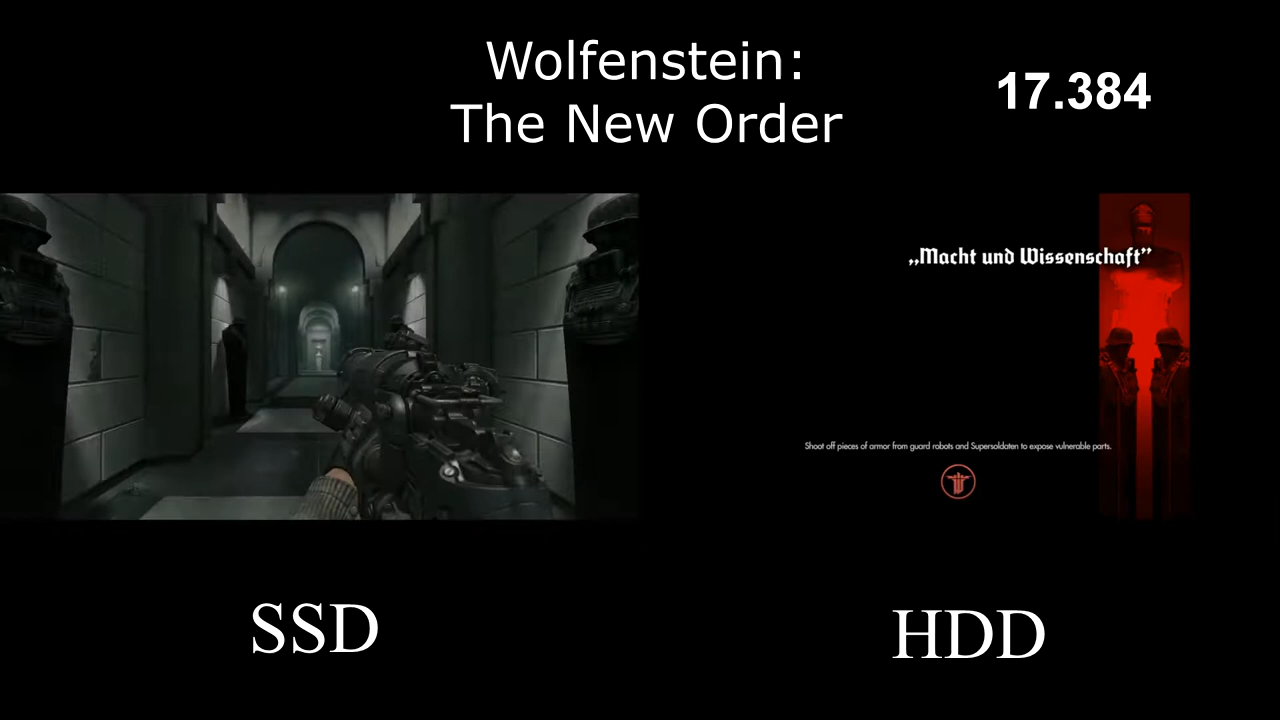 Wolfenstein:
The New Order
17.384
„Macht und Wissenschaft”
Shoot off pieces of armor from guard robots and Supersoldaten to expose vulnerable parts.
SSD
HDD